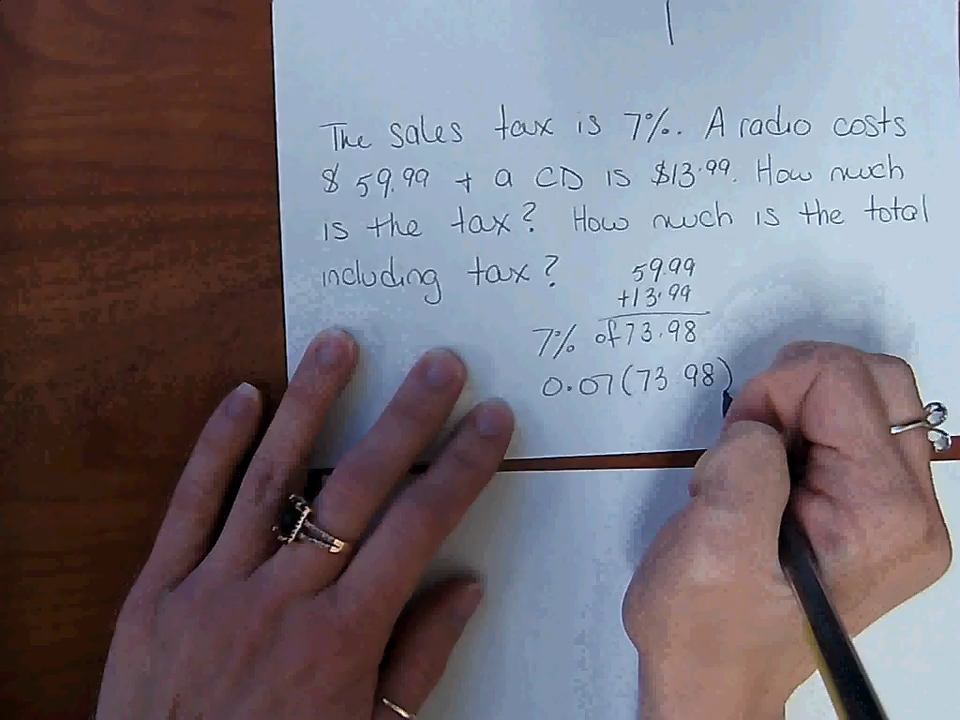 The sales tax is 7%. A radio costs
$59.99 + a CD is $13.99. How much
is the tax? How much is the total
including tax?
59.99
+13.99
7% of 73.98
0.07(73.98)